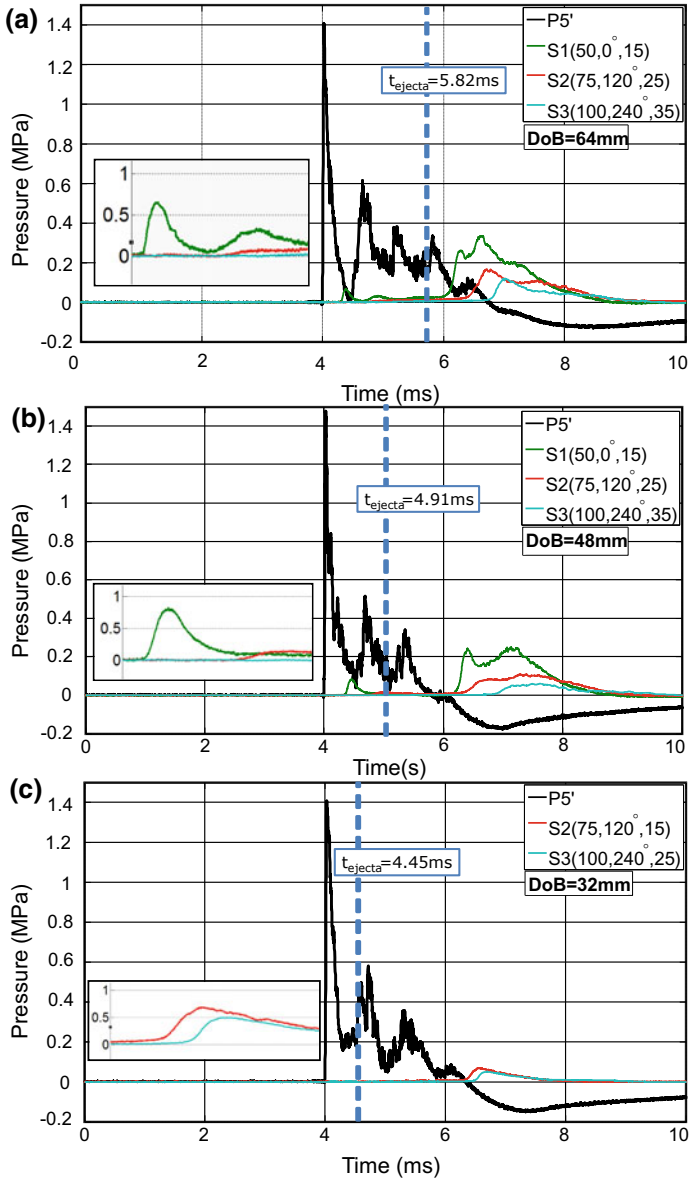 (a)
P5'
S1(50,0°,15)
S2(75,120°,25)
S3(100,240°,35)
DoB=64mm
t_ejecta=5.82ms
1.4
1.2
1
0.8
0.6
0.4
0.2
0
-0.2
1
0.5
0
Pressure (MPa)
0 2 4 6 8 10
Time (ms)
(b)
P5'
S1(50,0°,15)
S2(75,120°,25)
S3(100,240°,35)
DoB=48mm
t_ejecta=4.91ms
1.4
1.2
1
0.8
0.6
0.4
0.2
0
-0.2
1
0.5
0
Pressure (MPa)
0 2 4 6 8 10
Time(s)
(c)
P5'
S2(75,120°,15)
S3(100,240°,25)
DoB=32mm
t_ejecta=4.45ms
1.4
1.2
1
0.8
0.6
0.4
0.2
0
-0.2
1
0.5
0
Pressure (MPa)
0 2 4 6 8 10
Time (ms)